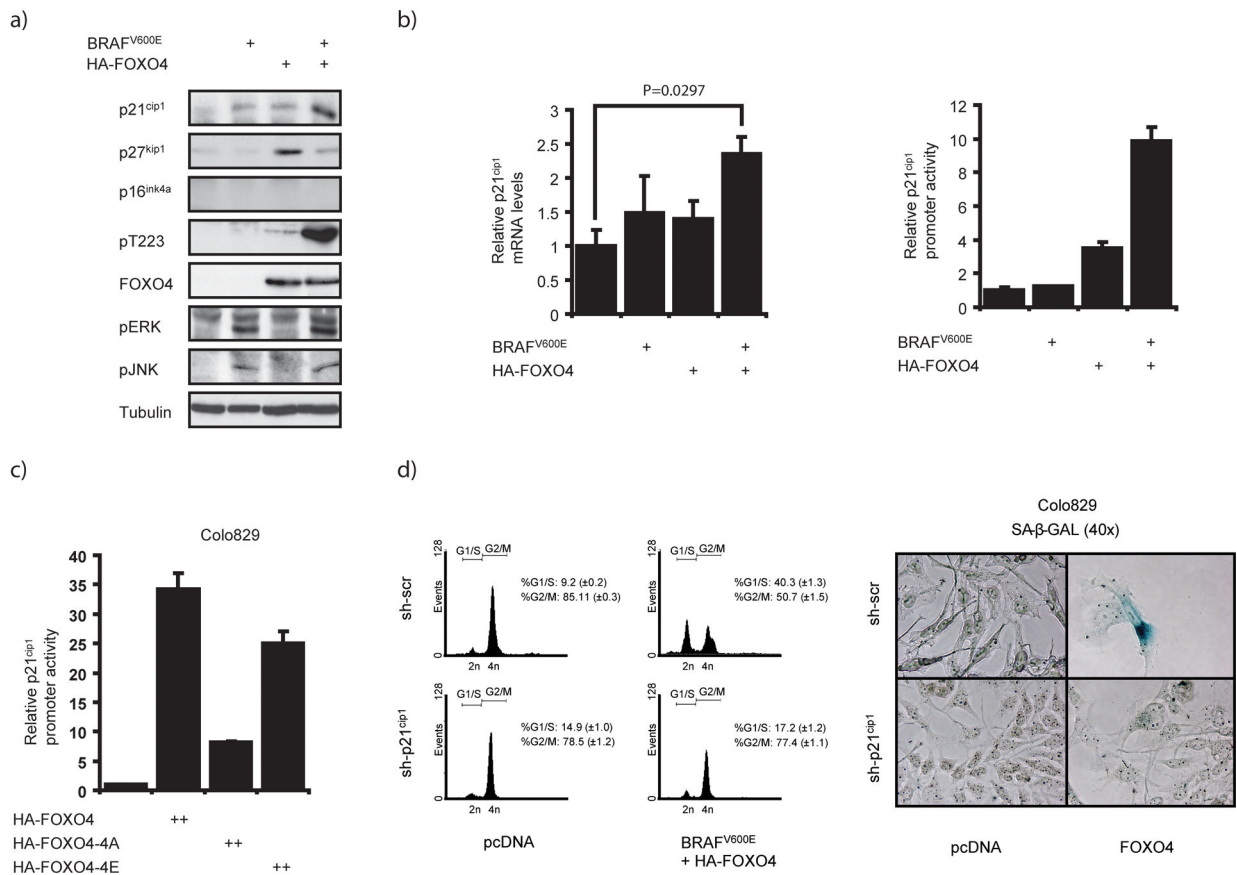 a)
BRAFV600E + +
HA-FOXO4 + +
p21cip1
p27kip1
p16ink4a
pT223
FOXO4
pERK
pJNK
Tubulin
b)
P=0.0297
Relative p21cip1
mRNA levels
3
2.5
2
1.5
1
0.5
0
BRAFV600E + +
HA-FOXO4 + +
Relative p21cip1
promoter activity
12
10
8
6
4
2
0
BRAFV600E + +
HA-FOXO4 + +
c)
Colo829
Relative p21cip1
promoter activity
40
35
30
25
20
15
10
5
0
HA-FOXO4 ++
HA-FOXO4-4A ++
HA-FOXO4-4E ++
d)
sh-scr
128
Events
0
G1/S G2/M
%G1/S: 9.2 (±0.2)
%G2/M: 85.11 (±0.3)
2n 4n
128
Events
0
G1/S G2/M
%G1/S: 40.3 (±1.3)
%G2/M: 50.7 (±1.5)
2n 4n
sh-p21cip1
128
Events
0
G1/S G2/M
%G1/S: 14.9 (±1.0)
%G2/M: 78.5 (±1.2)
2n 4n
128
Events
0
G1/S G2/M
%G1/S: 17.2 (±1.2)
%G2/M: 77.4 (±1.1)
2n 4n
pcDNA
BRAFV600E
+ HA-FOXO4
Colo829
SA-β-GAL (40x)
sh-scr
sh-p21cip1
pcDNA FOXO4